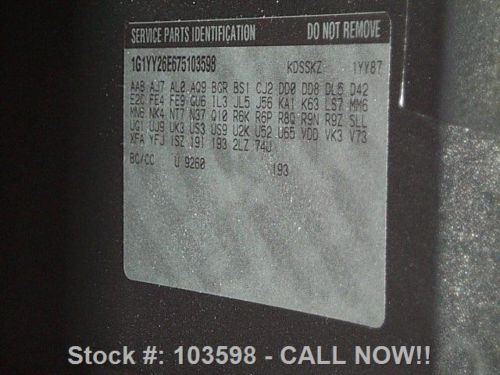 SERVICE PARTS IDENTIFICATION DO NOT REMOVE
1G1YY26E675103598 KDSSKZ 1YY87
AAB AJ7 AL0 AQ9 BGR BS1 CJ2 DD0 DD8 DL6 D42
E2C FE4 FE9 GU6 IL3 JL5 J56 KA1 K63 LS7 MM6
MN6 NK4 NT7 N37 Q10 R6K R6P R8Q R9N R9Z SLL
UG1 UJ9 UK3 US3 US9 U2K U52 U65 VDD VK3 V73
XFA YFJ 1SZ 19I 193 2LZ 74U
BC/CC U 9260 193
Stock #: 103598 - CALL NOW!!